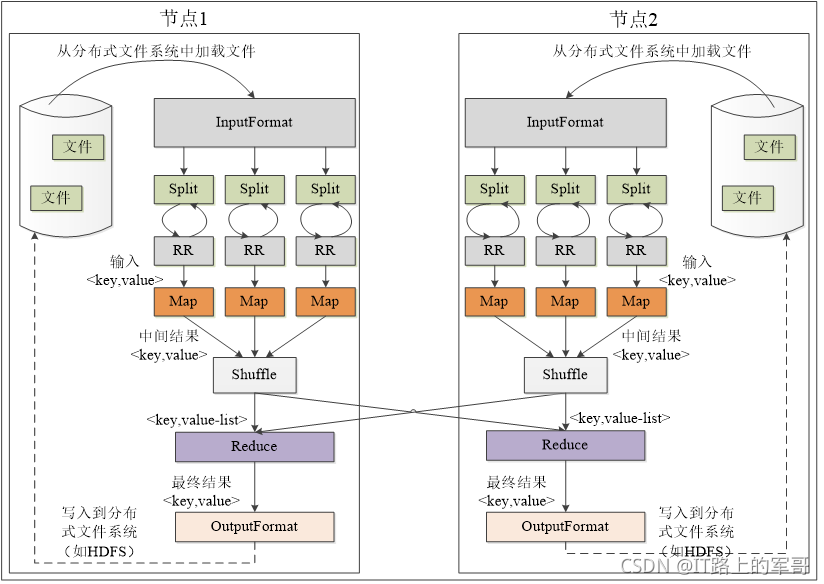 节点1
节点2
从分布式文件系统中加载文件
从分布式文件系统中加载文件
InputFormat
InputFormat
文件
文件
文件
文件
Split
Split
Split
Split
Split
Split
RR
RR
RR
RR
RR
RR
输入
<key,value>
输入
<key,value>
Map
Map
Map
Map
Map
Map
中间结果
<key,value>
中间结果
<key,value>
Shuffle
Shuffle
<key,value-list>
<key,value-list>
Reduce
Reduce
最终结果
<key,value>
最终结果
<key,value>
OutputFormat
OutputFormat
写入到分布
式文件系统
（如HDFS）
写入到分布
式文件系统
（如HDFS）
CSDN @IT路上的军哥